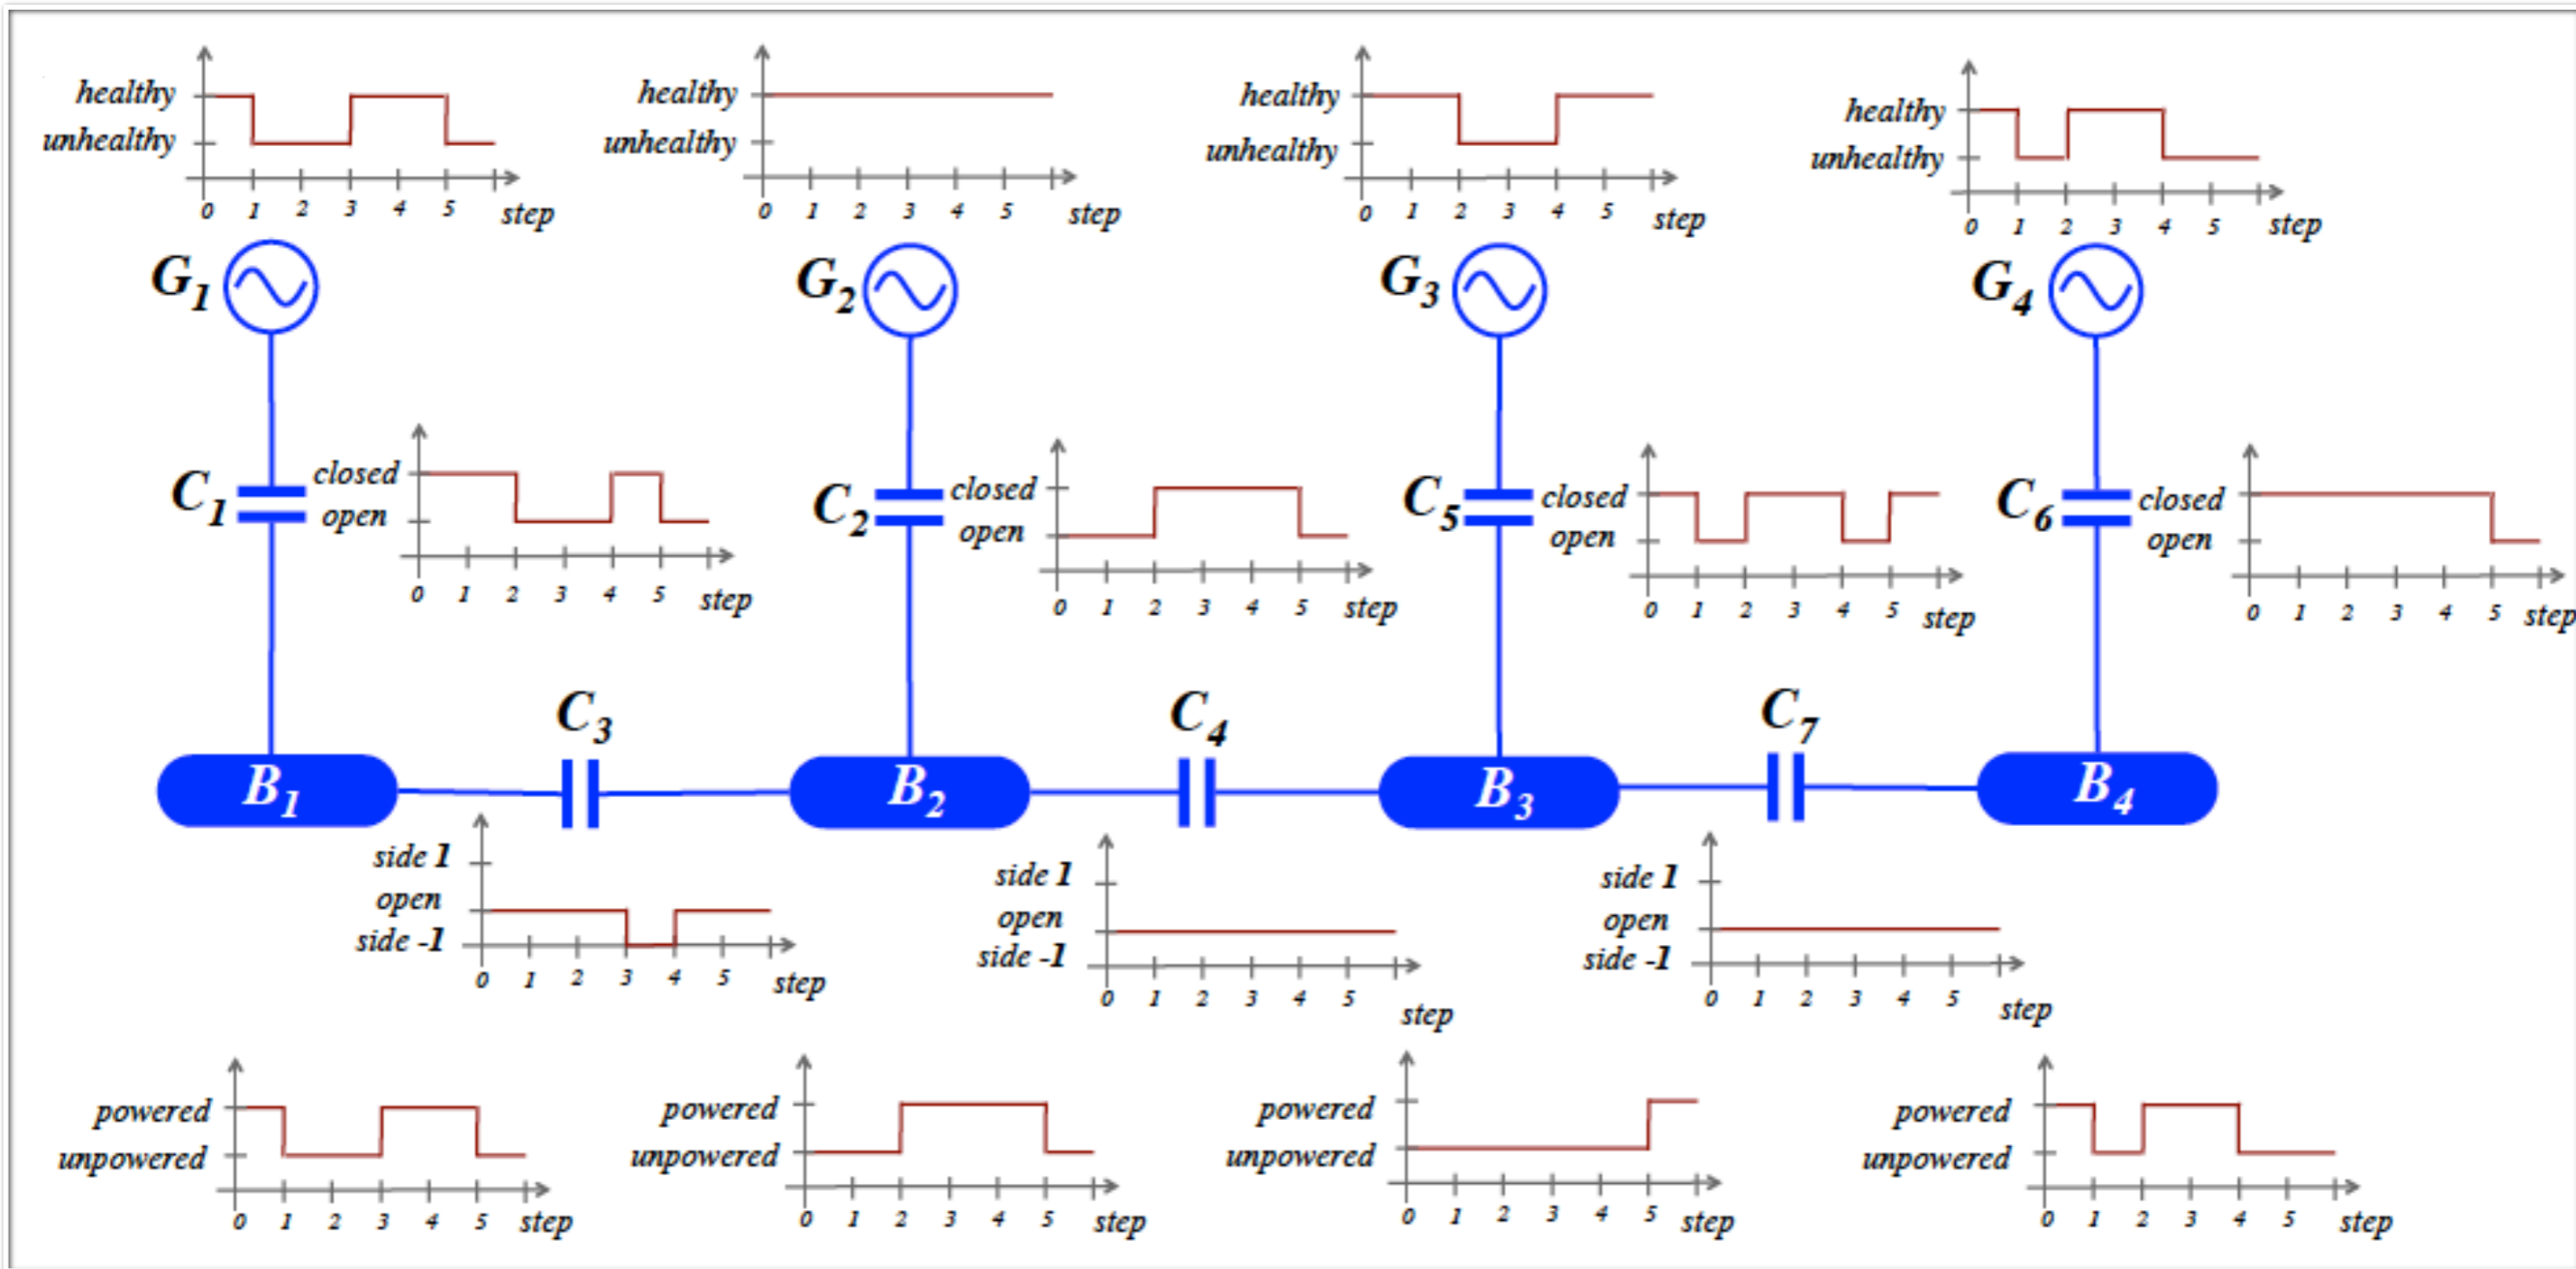 healthy
unhealthy
0 1 2 3 4 5 step
healthy
unhealthy
0 1 2 3 4 5 step
healthy
unhealthy
0 1 2 3 4 5 step
healthy
unhealthy
0 1 2 3 4 5 step
G1
G2
G3
G4
C1
closed
open
0 1 2 3 4 5 step
C2
closed
open
0 1 2 3 4 5 step
C5
closed
open
0 1 2 3 4 5 step
C6
closed
open
0 1 2 3 4 5 step
C3
C4
C7
B1
B2
B3
B4
side 1
open
side -1
0 1 2 3 4 5 step
side 1
open
side -1
0 1 2 3 4 5 step
side 1
open
side -1
0 1 2 3 4 5 step
powered
unpowered
0 1 2 3 4 5 step
powered
unpowered
0 1 2 3 4 5 step
powered
unpowered
0 1 2 3 4 5 step
powered
unpowered
0 1 2 3 4 5 step